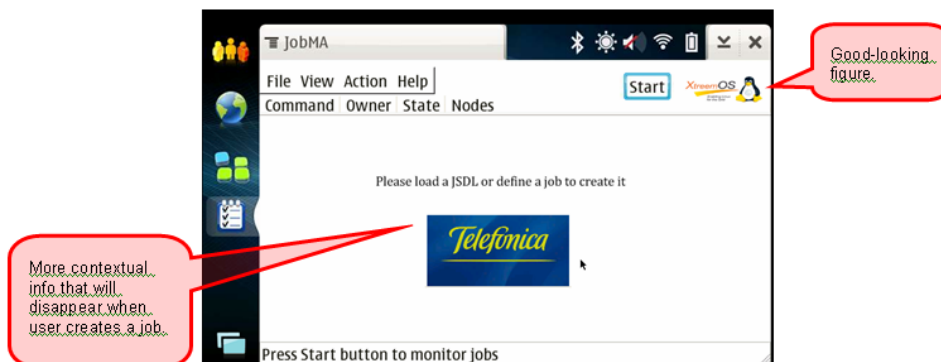 JobMA
File View Action Help
Start
XtreemOS
Command Owner State Nodes
Please load a JSDL or define a job to create it
Telefónica
Press Start button to monitor jobs
Good-looking
figure.
More contextual
info that will
disappear when
user creates a job.